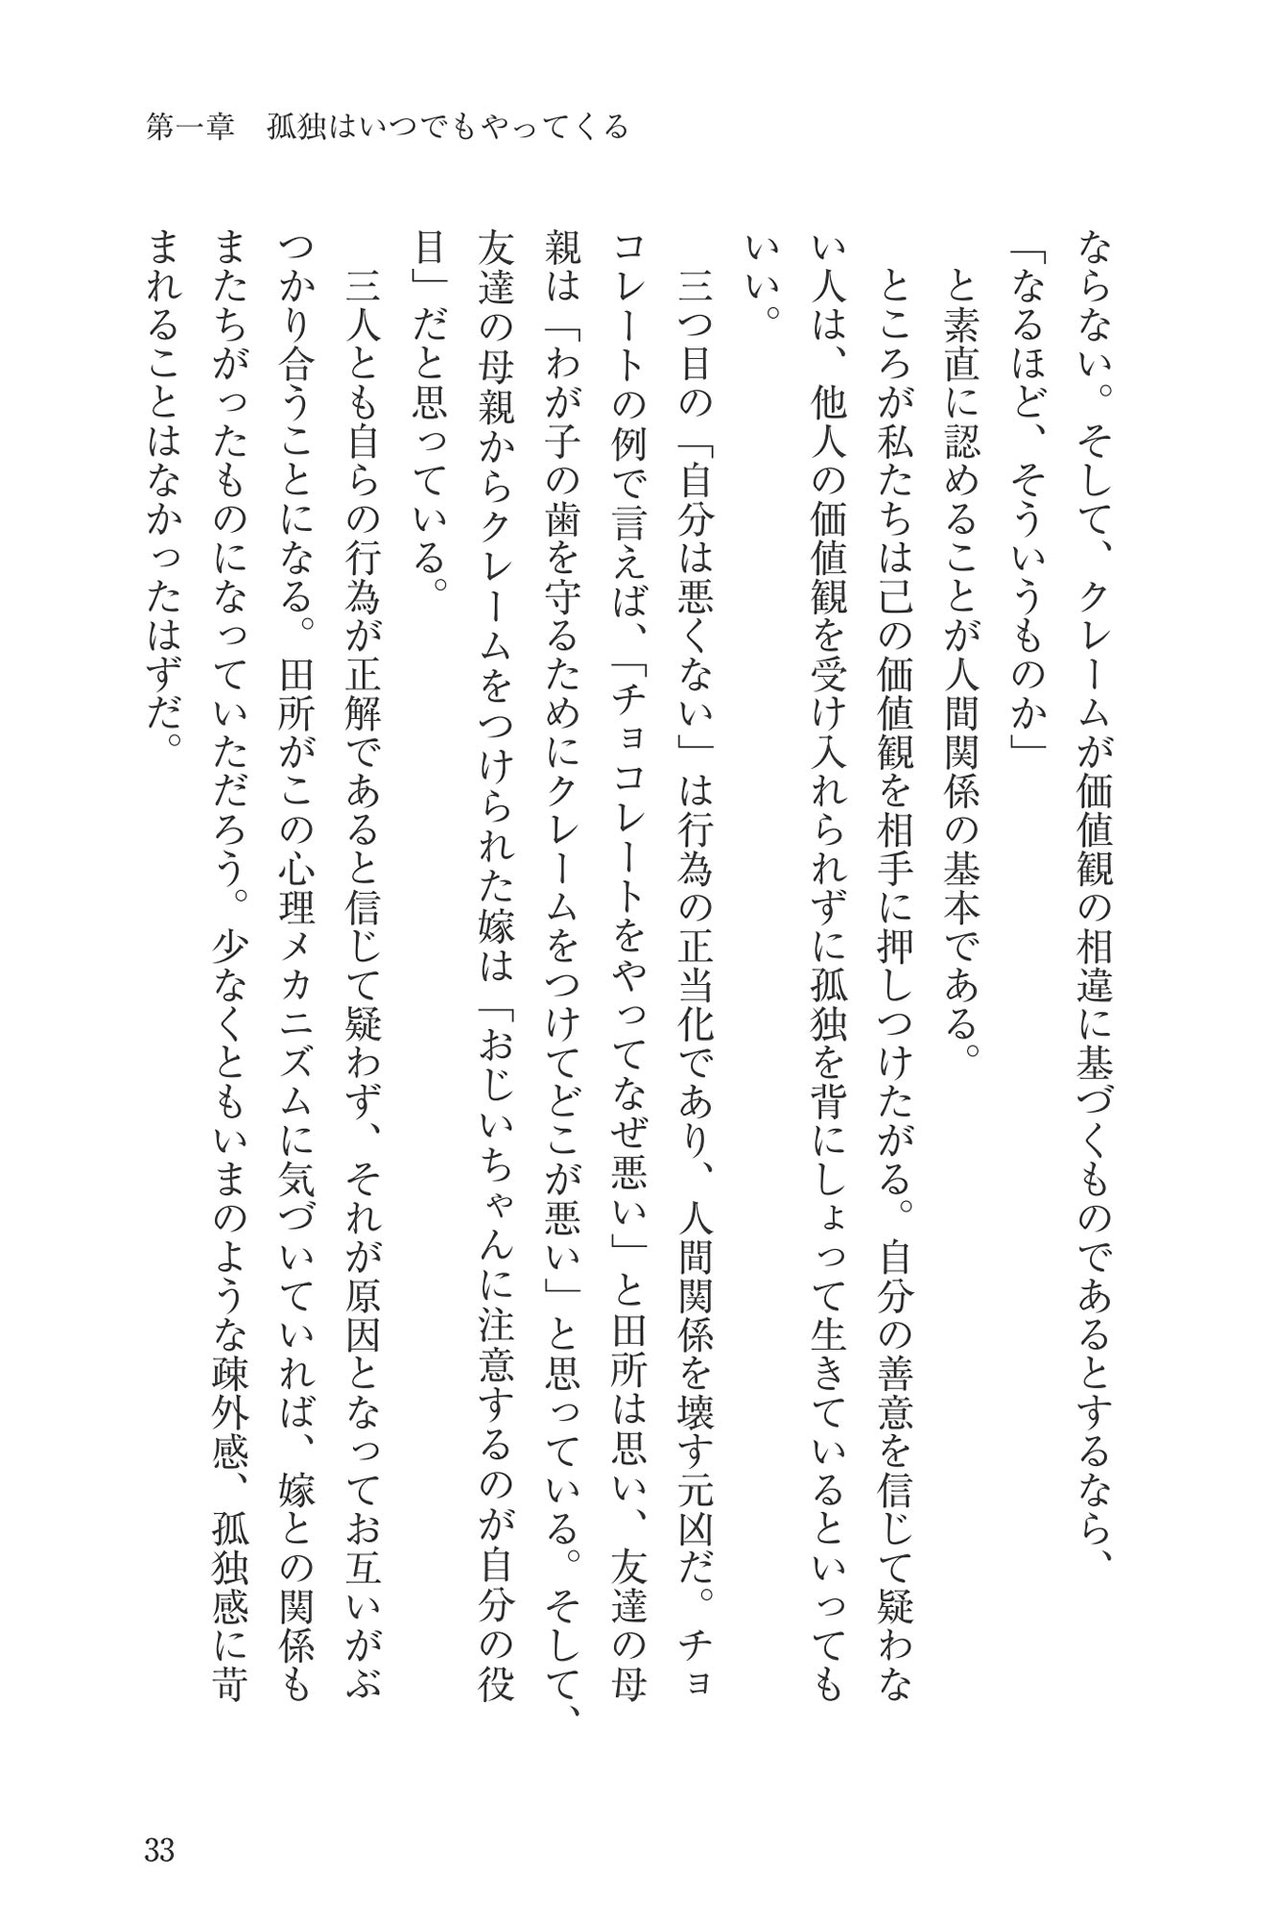 第一章　孤独はいつでもやってくる
ならない。そして、クレームが価値観の相違に基づくものであるとするなら、
「なるほど、そういうものか」
　と素直に認めることが人間関係の基本である。
　ところが私たちは己の価値観を相手に押しつけたがる。自分の善意を信じて疑わな
い人は、他人の価値観を受け入れられずに孤独を背にしょって生きているといっても
いい。
　三つ目の「自分は悪くない」は行為の正当化であり、人間関係を壊す元凶だ。チョ
コレートの例で言えば、「チョコレートをやってなぜ悪い」と田所は思い、友達の母
親は「わが子の歯を守るためにクレームをつけてどこが悪い」と思っている。そして、
友達の母親からクレームをつけられた嫁は「おじいちゃんに注意するのが自分の役
目」だと思っている。
　三人とも自らの行為が正解であると信じて疑わず、それが原因となってお互いがぶ
つかり合うことになる。田所がこの心理メカニズムに気づいていれば、嫁との関係も
またちがったものになっていただろう。少なくともいまのような疎外感、孤独感に苛
まれることはなかったはずだ。
33